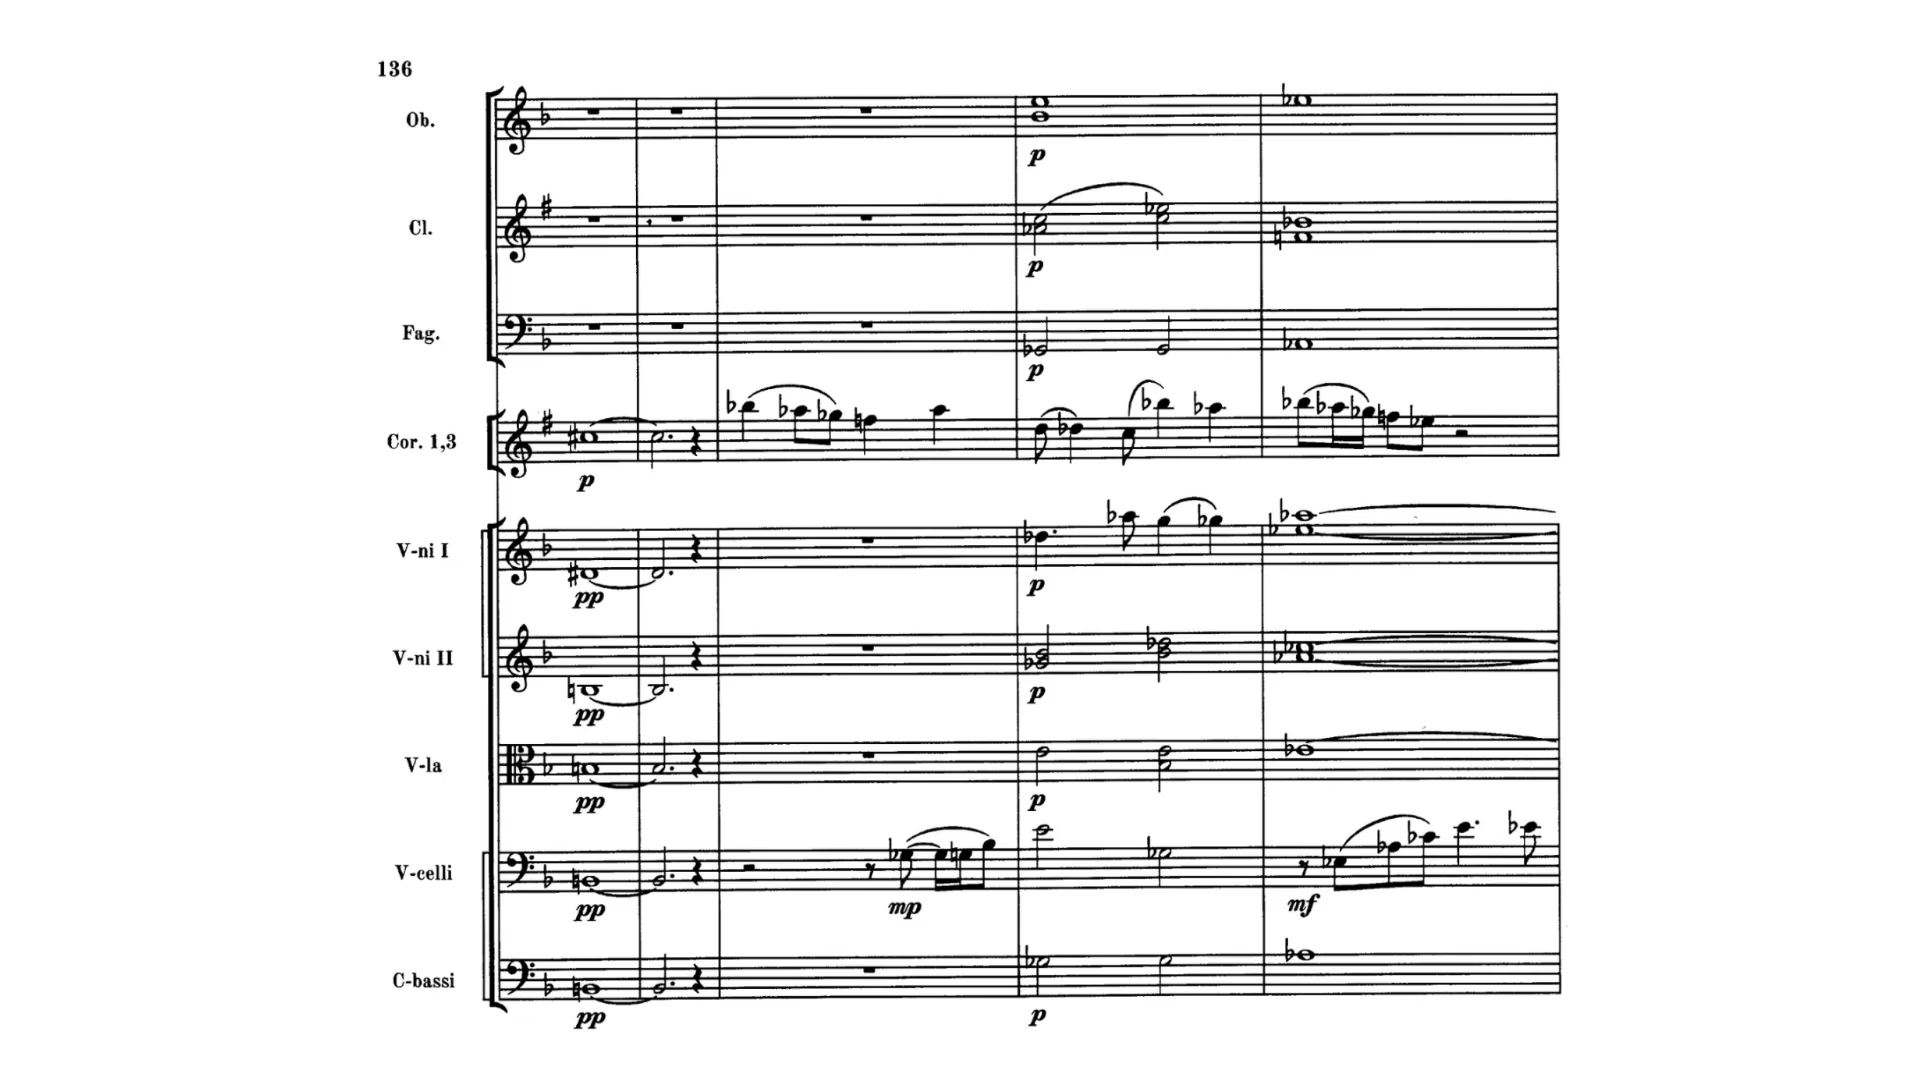 136
Ob.
p
Cl.
p
Fag.
p
Cor. 1,3
p
V-ni I
pp p
V-ni II
pp p
V-la
pp p
V-celli
pp mp mf
C-bassi
pp p